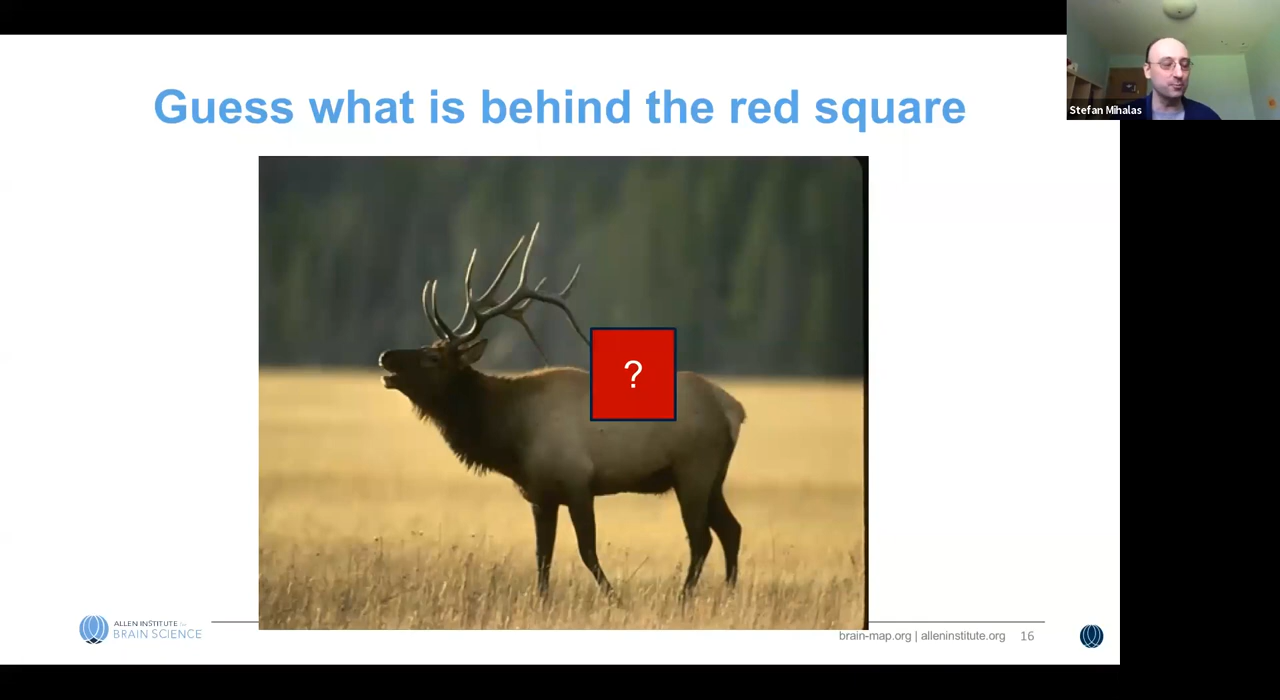 Guess what is behind the red square
Stefan Mihalas
?
ALLEN INSTITUTE for
BRAIN SCIENCE
brain-map.org | alleninstitute.org 16